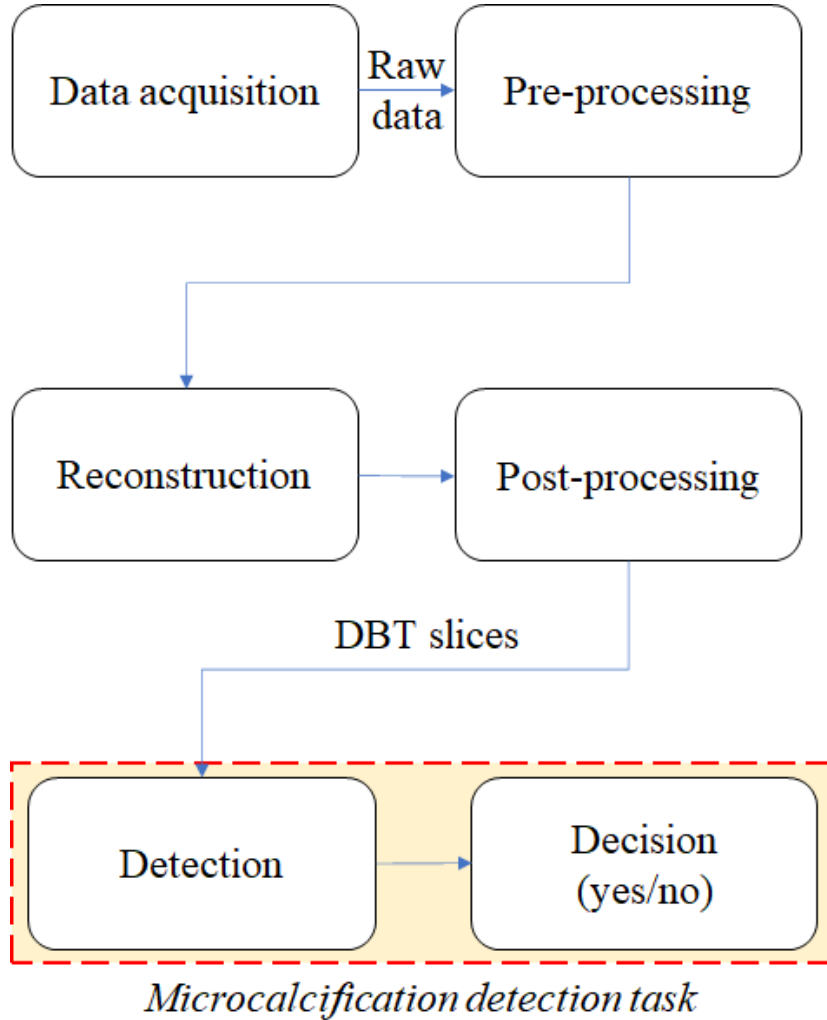 Data acquisition
Raw
data
Pre-processing
Reconstruction
Post-processing
DBT slices
Detection
Decision
(yes/no)
Microcalcification detection task